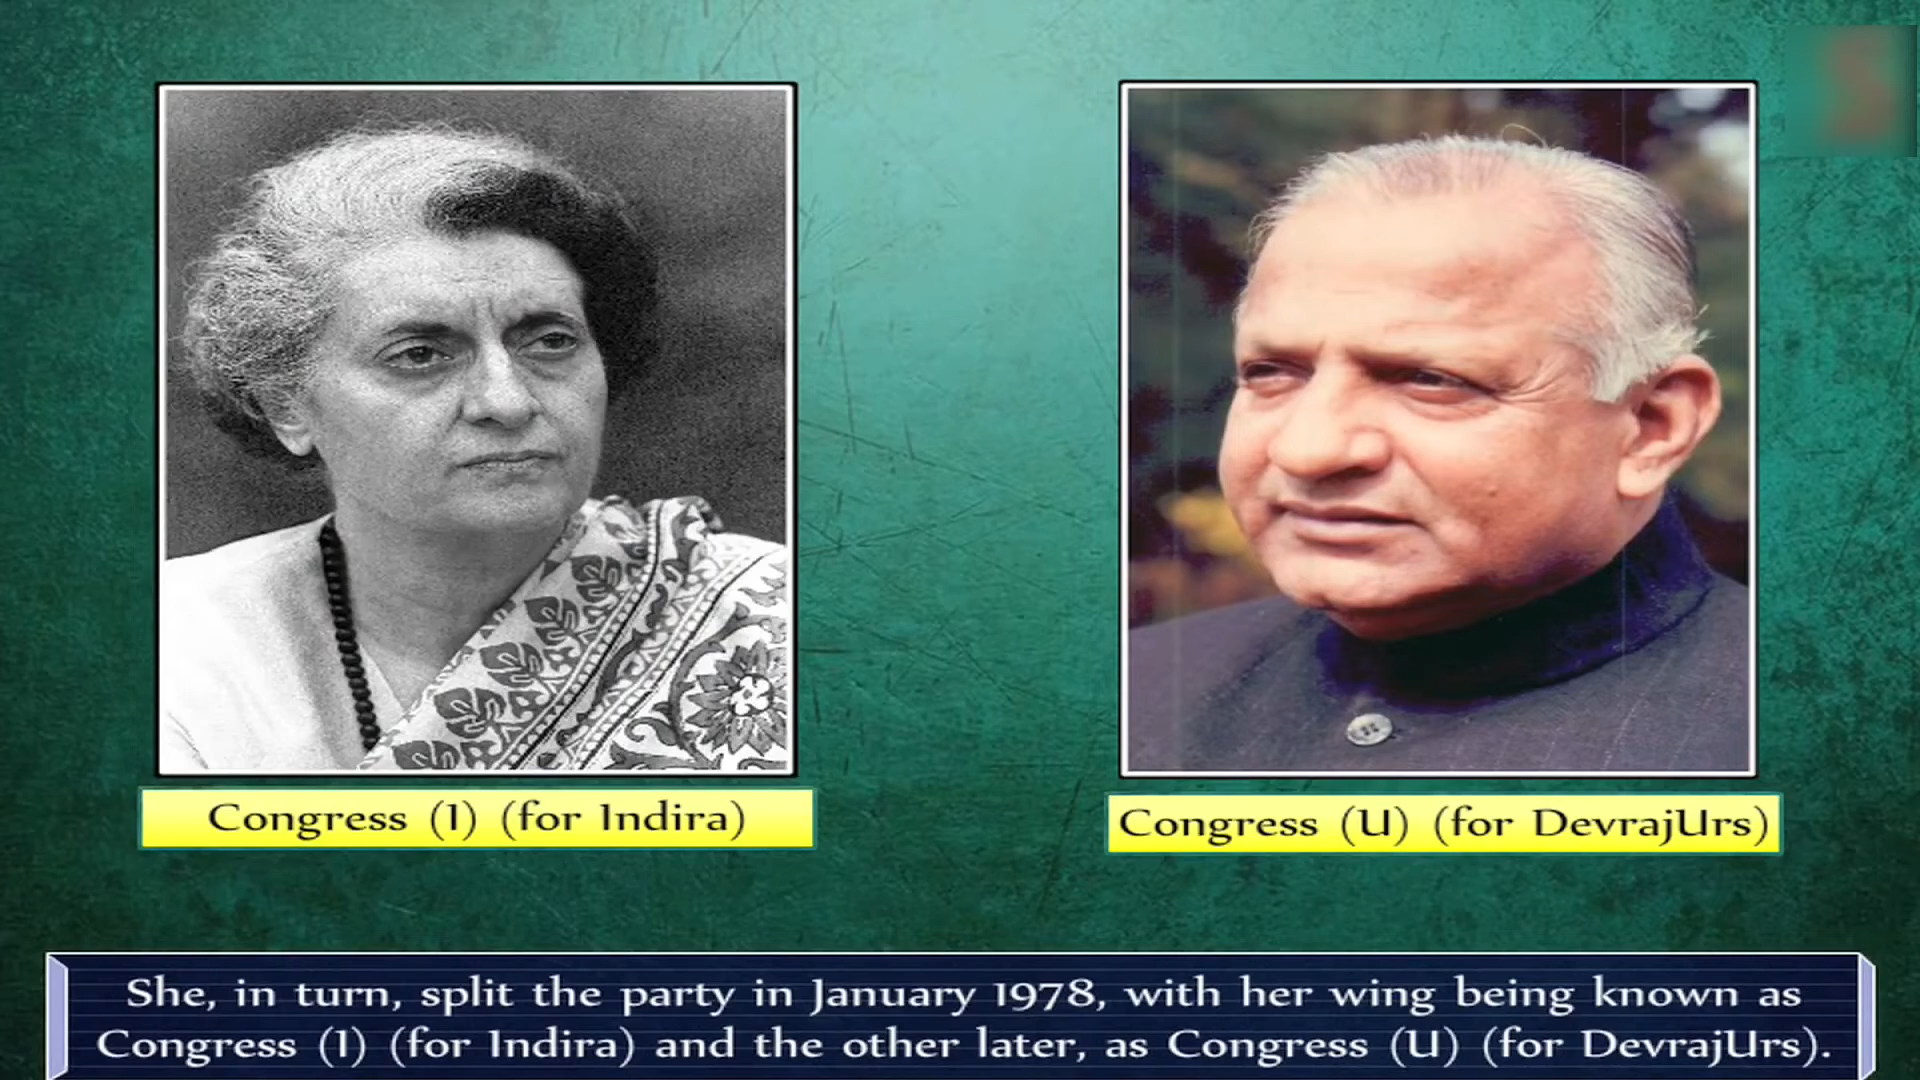 Congress (I) (for Indira)
Congress (U) (for DevrajUrs)
She, in turn, split the party in January 1978, with her wing being known as
Congress (I) (for Indira) and the other later, as Congress (U) (for DevrajUrs).